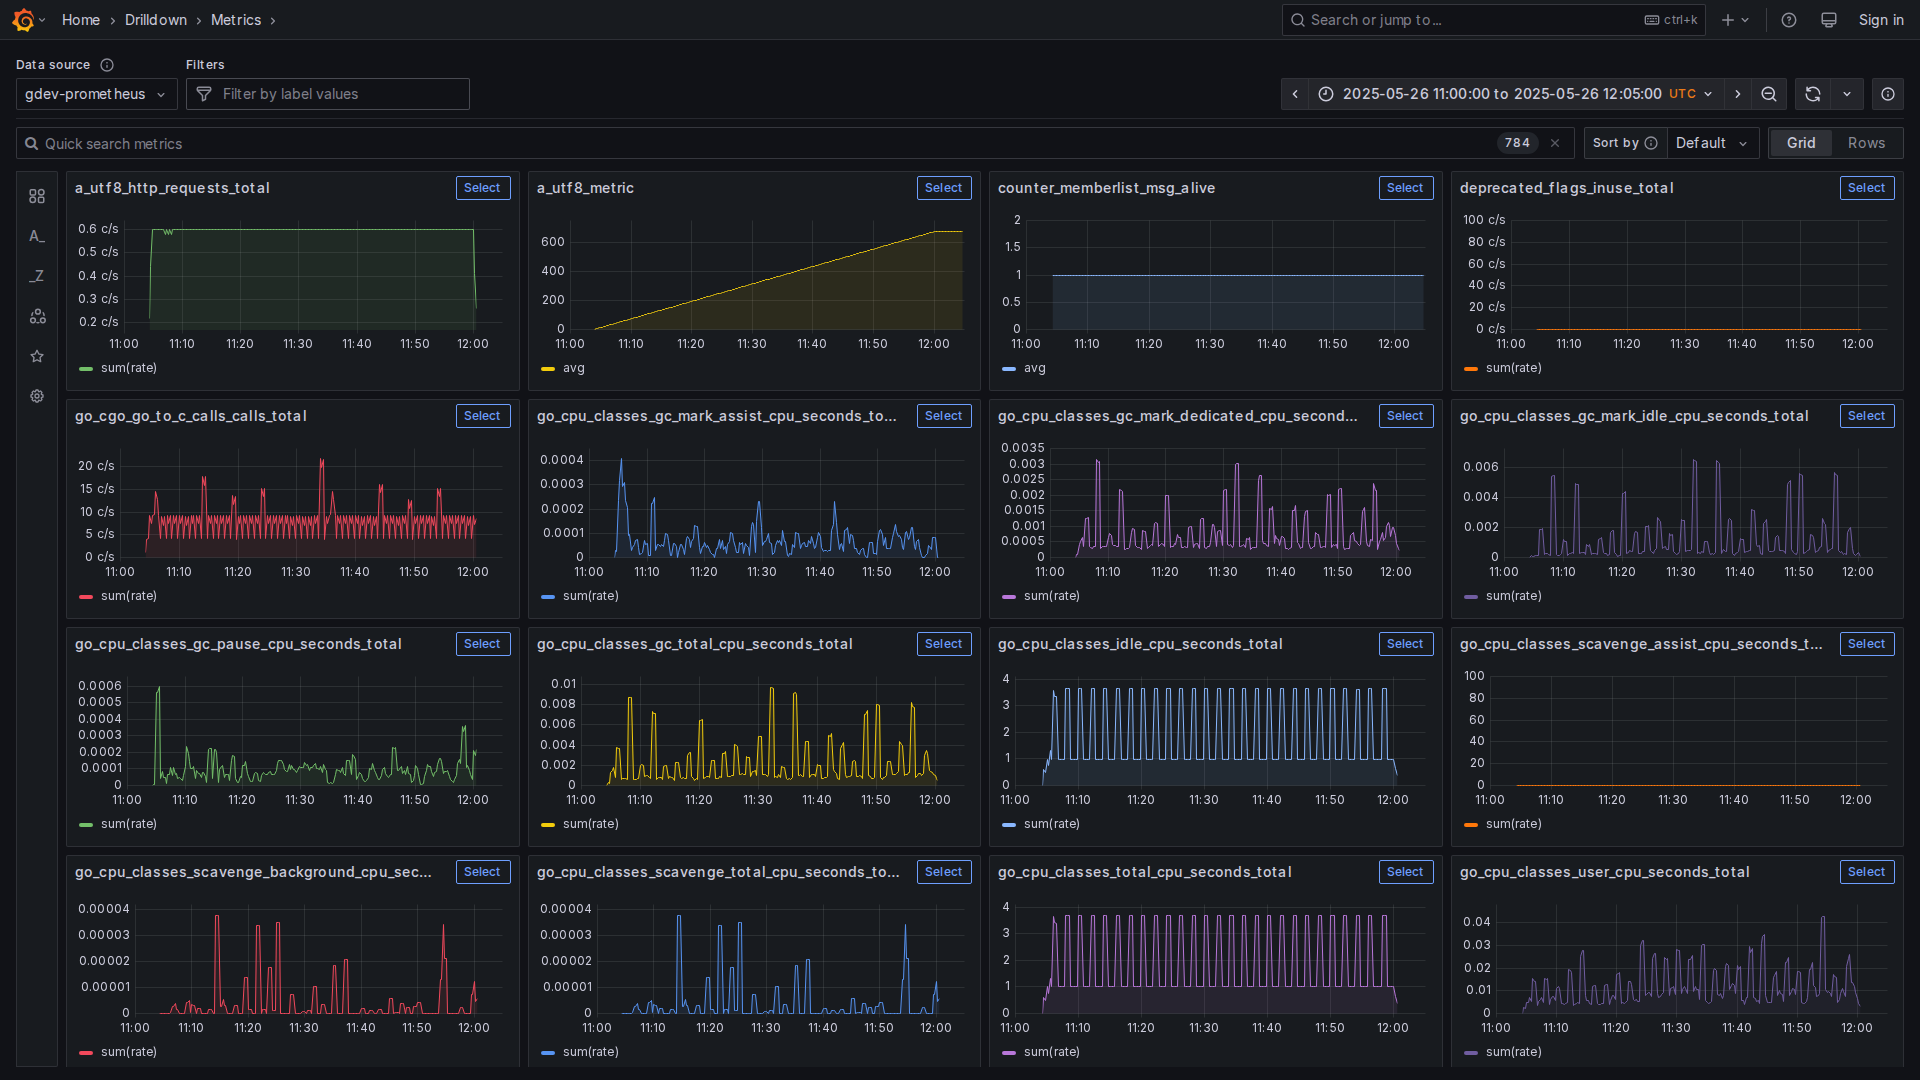 Home › Drilldown › Metrics ›
Search or jump to... ctrl+k
Sign in
Data source
Filters
gdev-prometheus
Filter by label values
2025-05-26 11:00:00 to 2025-05-26 12:05:00 UTC
Quick search metrics
784
Sort by
Default
Grid
Rows
A_
_Z
a_utf8_http_requests_total
Select
0.6 c/s
0.5 c/s
0.4 c/s
0.3 c/s
0.2 c/s
11:00 11:10 11:20 11:30 11:40 11:50 12:00
sum(rate)
a_utf8_metric
Select
600
400
200
0
11:00 11:10 11:20 11:30 11:40 11:50 12:00
avg
counter_memberlist_msg_alive
Select
2
1.5
1
0.5
0
11:00 11:10 11:20 11:30 11:40 11:50 12:00
avg
deprecated_flags_inuse_total
Select
100 c/s
80 c/s
60 c/s
40 c/s
20 c/s
0 c/s
11:00 11:10 11:20 11:30 11:40 11:50 12:00
sum(rate)
go_cgo_go_to_c_calls_calls_total
Select
20 c/s
15 c/s
10 c/s
5 c/s
0 c/s
11:00 11:10 11:20 11:30 11:40 11:50 12:00
sum(rate)
go_cpu_classes_gc_mark_assist_cpu_seconds_to...
Select
0.0004
0.0003
0.0002
0.0001
0
11:00 11:10 11:20 11:30 11:40 11:50 12:00
sum(rate)
go_cpu_classes_gc_mark_dedicated_cpu_second...
Select
0.0035
0.003
0.0025
0.002
0.0015
0.001
0.0005
0
11:00 11:10 11:20 11:30 11:40 11:50 12:00
sum(rate)
go_cpu_classes_gc_mark_idle_cpu_seconds_total
Select
0.006
0.004
0.002
0
11:00 11:10 11:20 11:30 11:40 11:50 12:00
sum(rate)
go_cpu_classes_gc_pause_cpu_seconds_total
Select
0.0006
0.0005
0.0004
0.0003
0.0002
0.0001
0
11:00 11:10 11:20 11:30 11:40 11:50 12:00
sum(rate)
go_cpu_classes_gc_total_cpu_seconds_total
Select
0.01
0.008
0.006
0.004
0.002
0
11:00 11:10 11:20 11:30 11:40 11:50 12:00
sum(rate)
go_cpu_classes_idle_cpu_seconds_total
Select
4
3
2
1
0
11:00 11:10 11:20 11:30 11:40 11:50 12:00
sum(rate)
go_cpu_classes_scavenge_assist_cpu_seconds_t...
Select
100
80
60
40
20
0
11:00 11:10 11:20 11:30 11:40 11:50 12:00
sum(rate)
go_cpu_classes_scavenge_background_cpu_sec...
Select
0.00004
0.00003
0.00002
0.00001
0
11:00 11:10 11:20 11:30 11:40 11:50 12:00
sum(rate)
go_cpu_classes_scavenge_total_cpu_seconds_to...
Select
0.00004
0.00003
0.00002
0.00001
0
11:00 11:10 11:20 11:30 11:40 11:50 12:00
sum(rate)
go_cpu_classes_total_cpu_seconds_total
Select
4
3
2
1
0
11:00 11:10 11:20 11:30 11:40 11:50 12:00
sum(rate)
go_cpu_classes_user_cpu_seconds_total
Select
0.04
0.03
0.02
0.01
0
11:00 11:10 11:20 11:30 11:40 11:50 12:00
sum(rate)